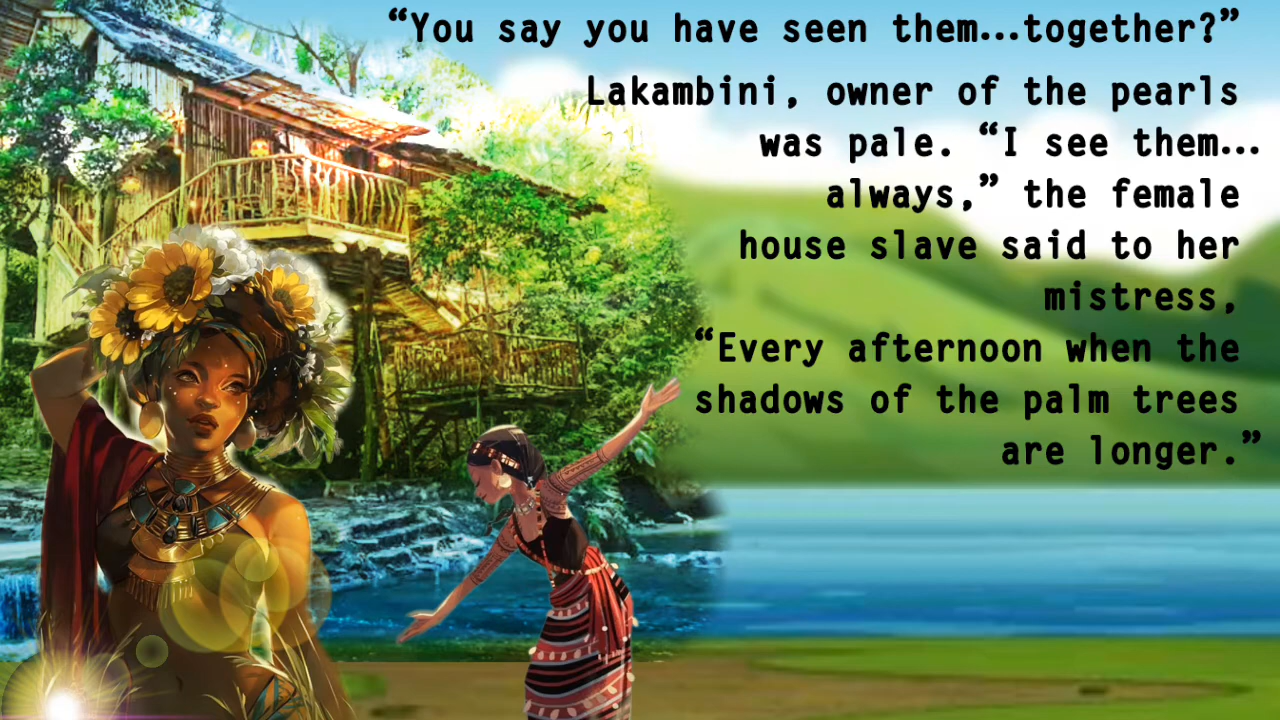 “You say you have seen them...together?”
Lakambini, owner of the pearls
was pale. “I see them...
always,” the female
house slave said to her
mistress,
“Every afternoon when the
shadows of the palm trees
are longer.”